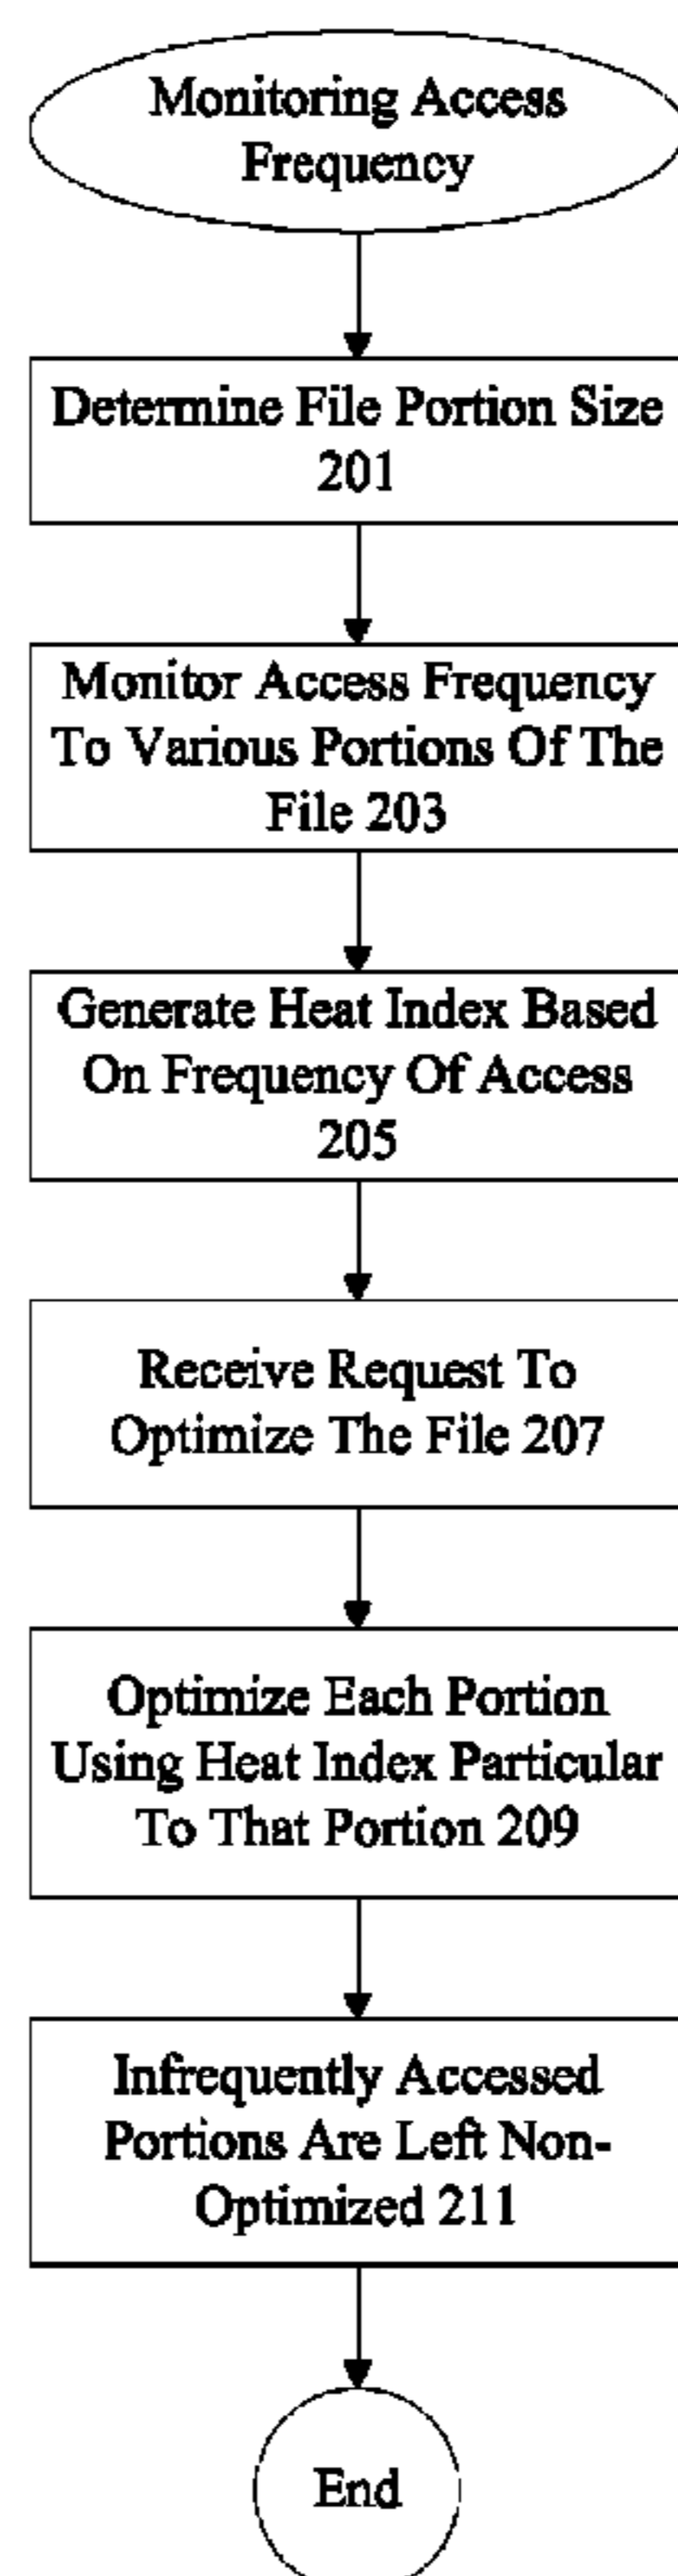 Monitoring Access
Frequency
Determine File Portion Size
201
Monitor Access Frequency
To Various Portions Of The
File 203
Generate Heat Index Based
On Frequency Of Access
205
Receive Request To
Optimize The File 207
Optimize Each Portion
Using Heat Index Particular
To That Portion 209
Infrequently Accessed
Portions Are Left Non-
Optimized 211
End